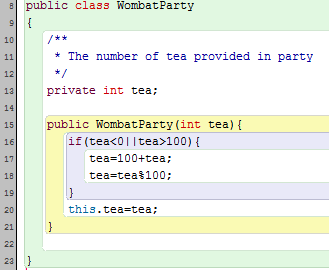 8 public class WombatParty
9 {
10 /**
11 * The number of tea provided in party
12 */
13 private int tea;
14
15 public WombatParty(int tea){
16 if(tea<0||tea>100){
17 tea=100+tea;
18 tea=tea%100;
19 }
20 this.tea=tea;
21 }
22
23 }